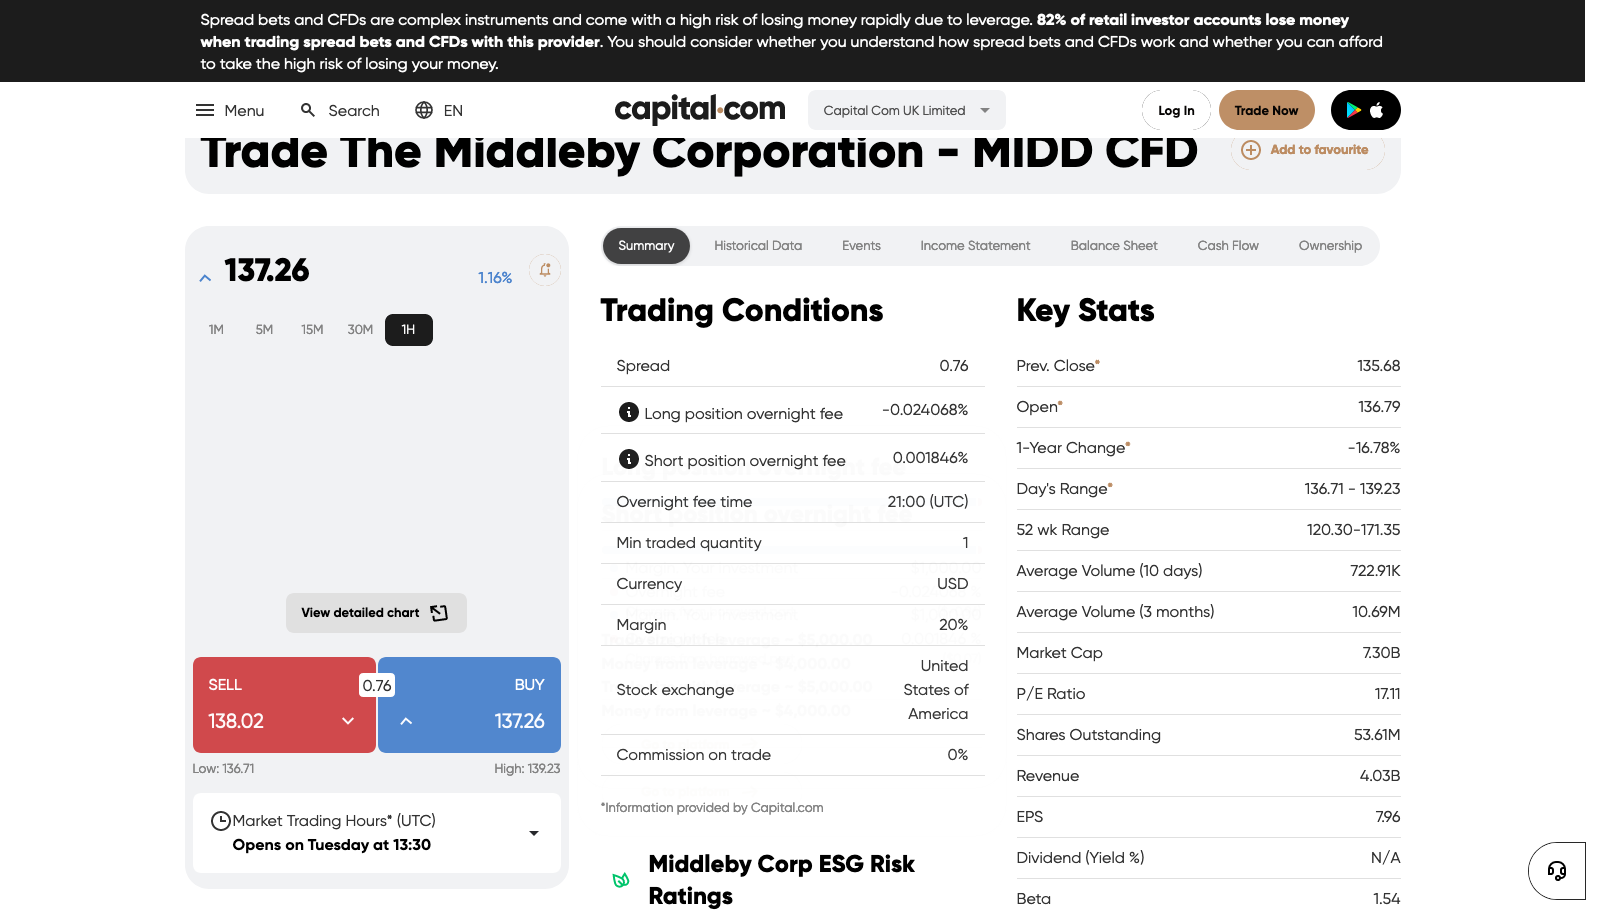 Spread bets and CFDs are complex instruments and come with a high risk of losing money rapidly due to leverage. 82% of retail investor accounts lose money
when trading spread bets and CFDs with this provider. You should consider whether you understand how spread bets and CFDs work and whether you can afford
to take the high risk of losing your money.
Menu
Search
EN
capital.com
Capital Com UK Limited
Log In
Trade Now
Trade The Middleby Corporation - MIDD CFD
Add to favourite
137.26
1.16%
1M 5M 15M 30M 1H
View detailed chart
SELL
138.02
0.76
BUY
137.26
Low: 136.71
High: 139.23
Market Trading Hours* (UTC)
Opens on Tuesday at 13:30
Summary Historical Data Events Income Statement Balance Sheet Cash Flow Ownership
Trading Conditions
Spread 0.76
Long position overnight fee -0.024068%
Short position overnight fee 0.001846%
Overnight fee time 21:00 (UTC)
Min traded quantity 1
Currency USD
Margin 20%
Stock exchange United
States of
America
Commission on trade 0%
*Information provided by Capital.com
Middleby Corp ESG Risk
Ratings
Key Stats
Prev. Close* 135.68
Open* 136.79
1-Year Change* -16.78%
Day's Range* 136.71 - 139.23
52 wk Range 120.30-171.35
Average Volume (10 days) 722.91K
Average Volume (3 months) 10.69M
Market Cap 7.30B
P/E Ratio 17.11
Shares Outstanding 53.61M
Revenue 4.03B
EPS 7.96
Dividend (Yield %) N/A
Beta 1.54